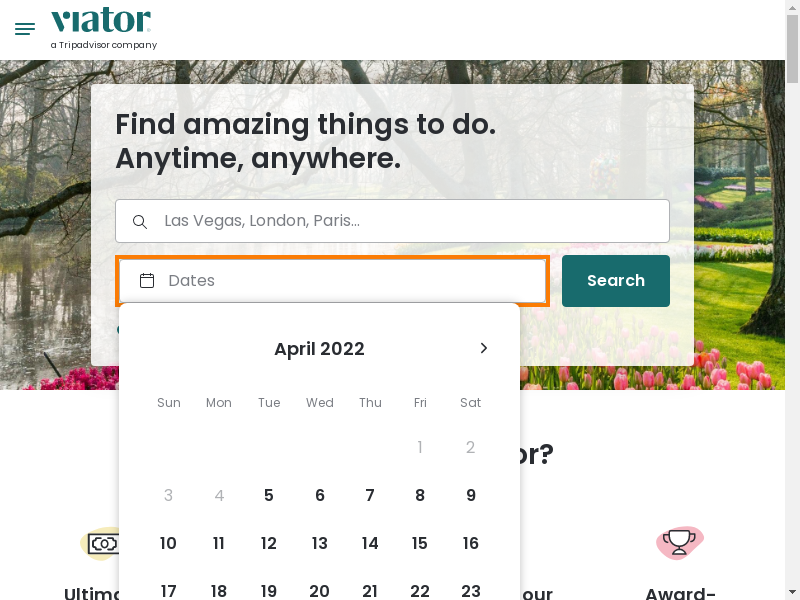 viator
a Tripadvisor company
Find amazing things to do.
Anytime, anywhere.
Las Vegas, London, Paris...
Dates
Search
April 2022
Sun Mon Tue Wed Thu Fri Sat
1 2
or?
3 4 5 6 7 8 9
10 11 12 13 14 15 16
17 18 19 20 21 22 23
Ultima
our
Award-